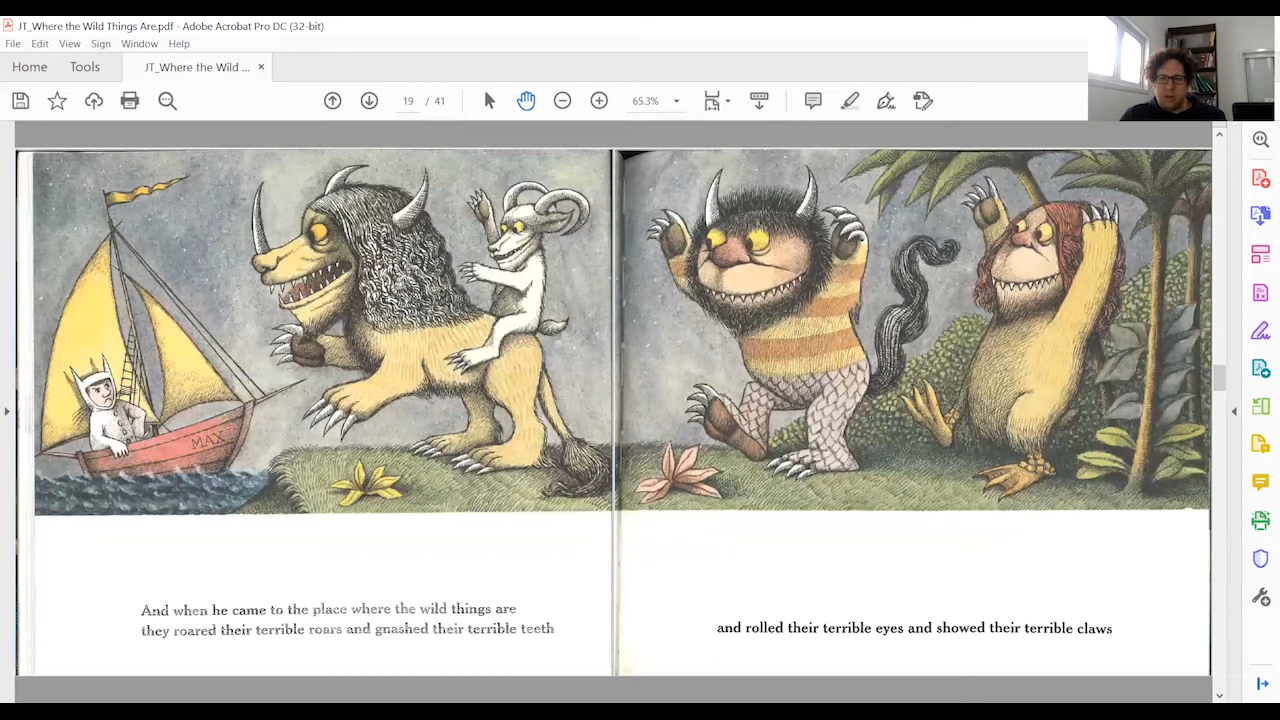 JT_Where the Wild Things Are.pdf - Adobe Acrobat Pro DC (32-bit)
File Edit View Sign Window Help
Home Tools JT_Where the Wild ... ×
19 / 41 65.3%
MAX
And when he came to the place where the wild things are
they roared their terrible roars and gnashed their terrible teeth
and rolled their terrible eyes and showed their terrible claws